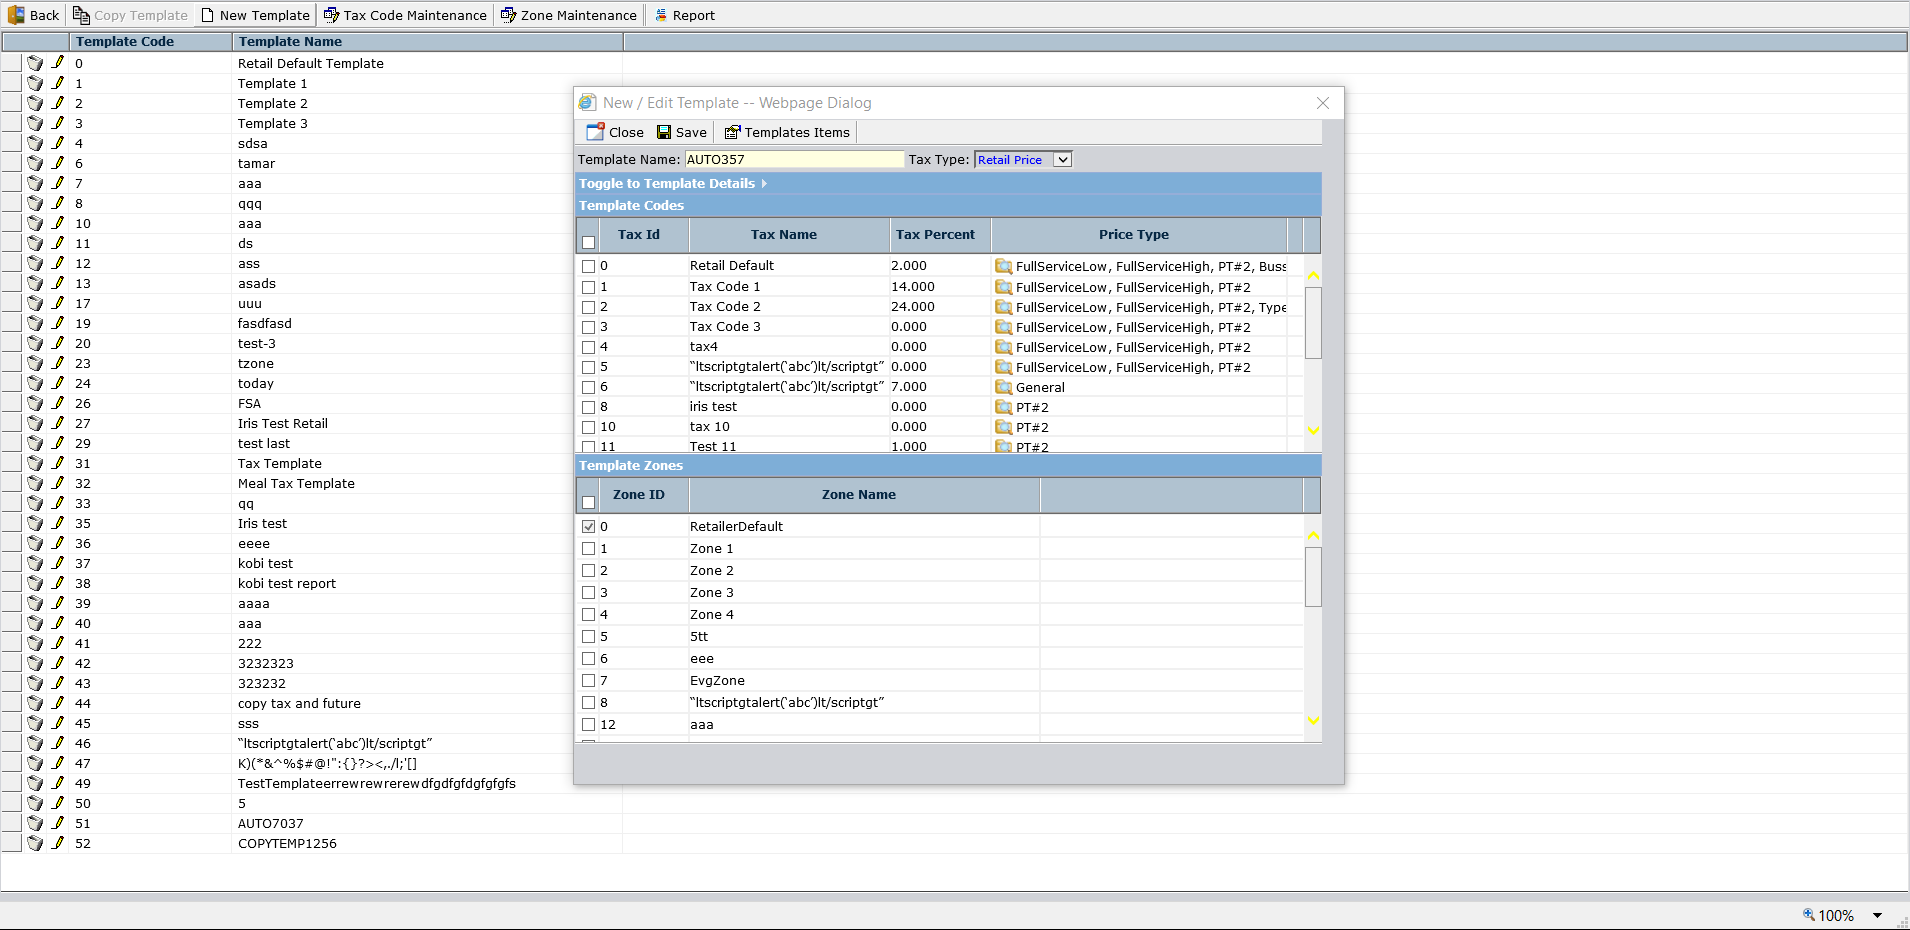 Back Copy Template New Template Tax Code Maintenance Zone Maintenance Report
Template Code Template Name
0 Retail Default Template
1 Template 1
2 Template 2
3 Template 3
4 sdsa
6 tamar
7 aaa
8 qqq
10 aaa
11 ds
12 ass
13 asads
17 uuu
19 fasdfasd
20 test-3
23 tzone
24 today
26 FSA
27 Iris Test Retail
29 test last
31 Tax Template
32 Meal Tax Template
33 qq
35 Iris test
36 eeee
37 kobi test
38 kobi test report
39 aaaa
40 aaa
41 222
42 3232323
43 323232
44 copy tax and future
45 sss
46 “ltscriptgtalert(‘abc’)lt/scriptgt”
47 K)(*&^%$#@!":{}?><,./l;'[]
49 TestTemplateerrewrewrerewdfgdfgfdgfgfgfs
50 5
51 AUTO7037
52 COPYTEMP1256
New / Edit Template -- Webpage Dialog
Close Save Templates Items
Template Name: AUTO357 Tax Type: Retail Price
Toggle to Template Details
Template Codes
Tax Id Tax Name Tax Percent Price Type
0 Retail Default 2.000 FullServiceLow, FullServiceHigh, PT#2, Buss
1 Tax Code 1 14.000 FullServiceLow, FullServiceHigh, PT#2
2 Tax Code 2 24.000 FullServiceLow, FullServiceHigh, PT#2, Type
3 Tax Code 3 0.000 FullServiceLow, FullServiceHigh, PT#2
4 tax4 0.000 FullServiceLow, FullServiceHigh, PT#2
5 “ltscriptgtalert(‘abc’)lt/scriptgt” 0.000 FullServiceLow, FullServiceHigh, PT#2
6 “ltscriptgtalert(‘abc’)lt/scriptgt” 7.000 General
8 iris test 0.000 PT#2
10 tax 10 0.000 PT#2
11 Test 11 1.000 PT#2
Template Zones
Zone ID Zone Name
0 RetailerDefault
1 Zone 1
2 Zone 2
3 Zone 3
4 Zone 4
5 5tt
6 eee
7 EvgZone
8 “ltscriptgtalert(‘abc’)lt/scriptgt”
12 aaa
100%